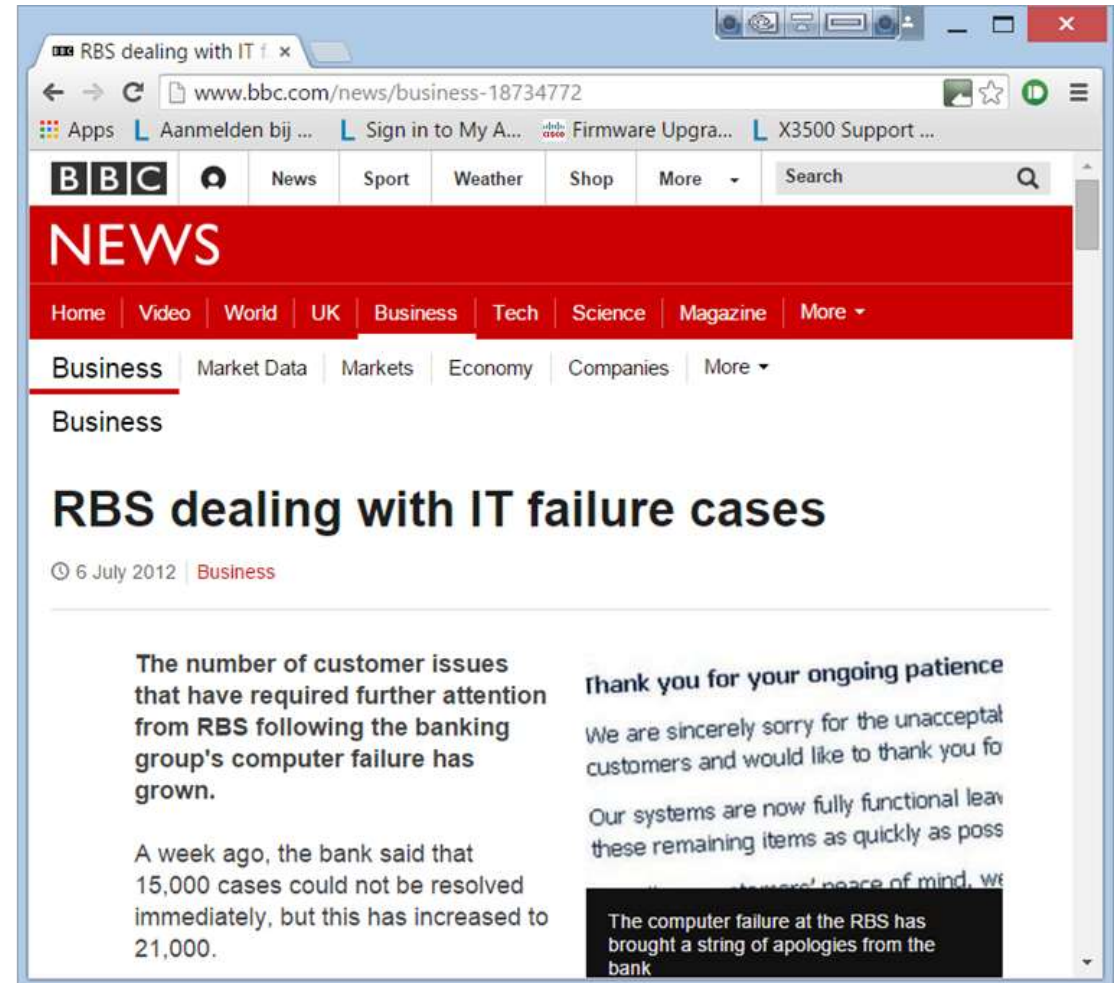 RBS dealing with IT f
www.bbc.com/news/business-18734772
Apps Aanmelden bij ... Sign in to My A... Firmware Upgra... X3500 Support ...
BBC News Sport Weather Shop More Search
NEWS
Home Video World UK Business Tech Science Magazine More
Business Market Data Markets Economy Companies More
Business
RBS dealing with IT failure cases
6 July 2012 Business
The number of customer issues
that have required further attention
from RBS following the banking
group's computer failure has
grown.
A week ago, the bank said that
15,000 cases could not be resolved
immediately, but this has increased to
21,000.
Thank you for your ongoing patience
We are sincerely sorry for the unacceptab
customers and would like to thank you fo
Our systems are now fully functional leav
these remaining items as quickly as poss
customers' peace of mind, we
The computer failure at the RBS has
brought a string of apologies from the
bank